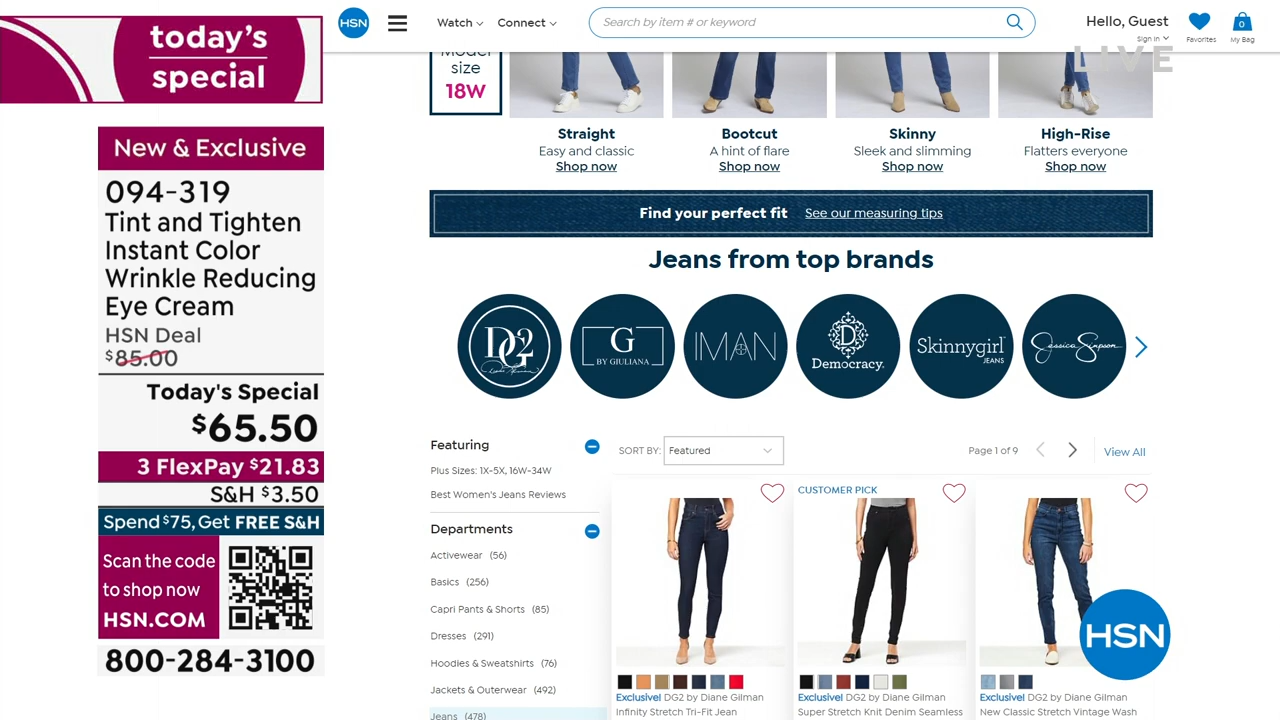 today's
special
New & Exclusive
094-319
Tint and Tighten
Instant Color
Wrinkle Reducing
Eye Cream
HSN Deal
$85.00
Today's Special
$65.50
3 FlexPay $21.83
S&H $3.50
Spend $75, Get FREE S&H
Scan the code
to shop now
HSN.COM
800-284-3100
HSN
Watch
Connect
Search by item # or keyword
Hello, Guest
Sign in
Favorites
0
My Bag
LIVE
Model
size
18W
Straight
Easy and classic
Shop now
Bootcut
A hint of flare
Shop now
Skinny
Sleek and slimming
Shop now
High-Rise
Flatters everyone
Shop now
Find your perfect fit See our measuring tips
Jeans from top brands
DG2
Diane Gilman
G
BY GIULIANA
IMAN
D
Democracy
Skinnygirl
JEANS
Jessica Simpson
Featuring
Plus Sizes: 1X-5X, 16W-34W
Best Women's Jeans Reviews
Departments
Activewear (56)
Basics (256)
Capri Pants & Shorts (85)
Dresses (291)
Hoodies & Sweatshirts (76)
Jackets & Outerwear (492)
Jeans (478)
SORT BY: Featured
Page 1 of 9
View All
Exclusive! DG2 by Diane Gilman
Infinity Stretch Tri-Fit Jean
CUSTOMER PICK
Exclusive! DG2 by Diane Gilman
Super Stretch Knit Denim Seamless
Exclusive! DG2 by Diane Gilman
New Classic Stretch Vintage Wash
HSN